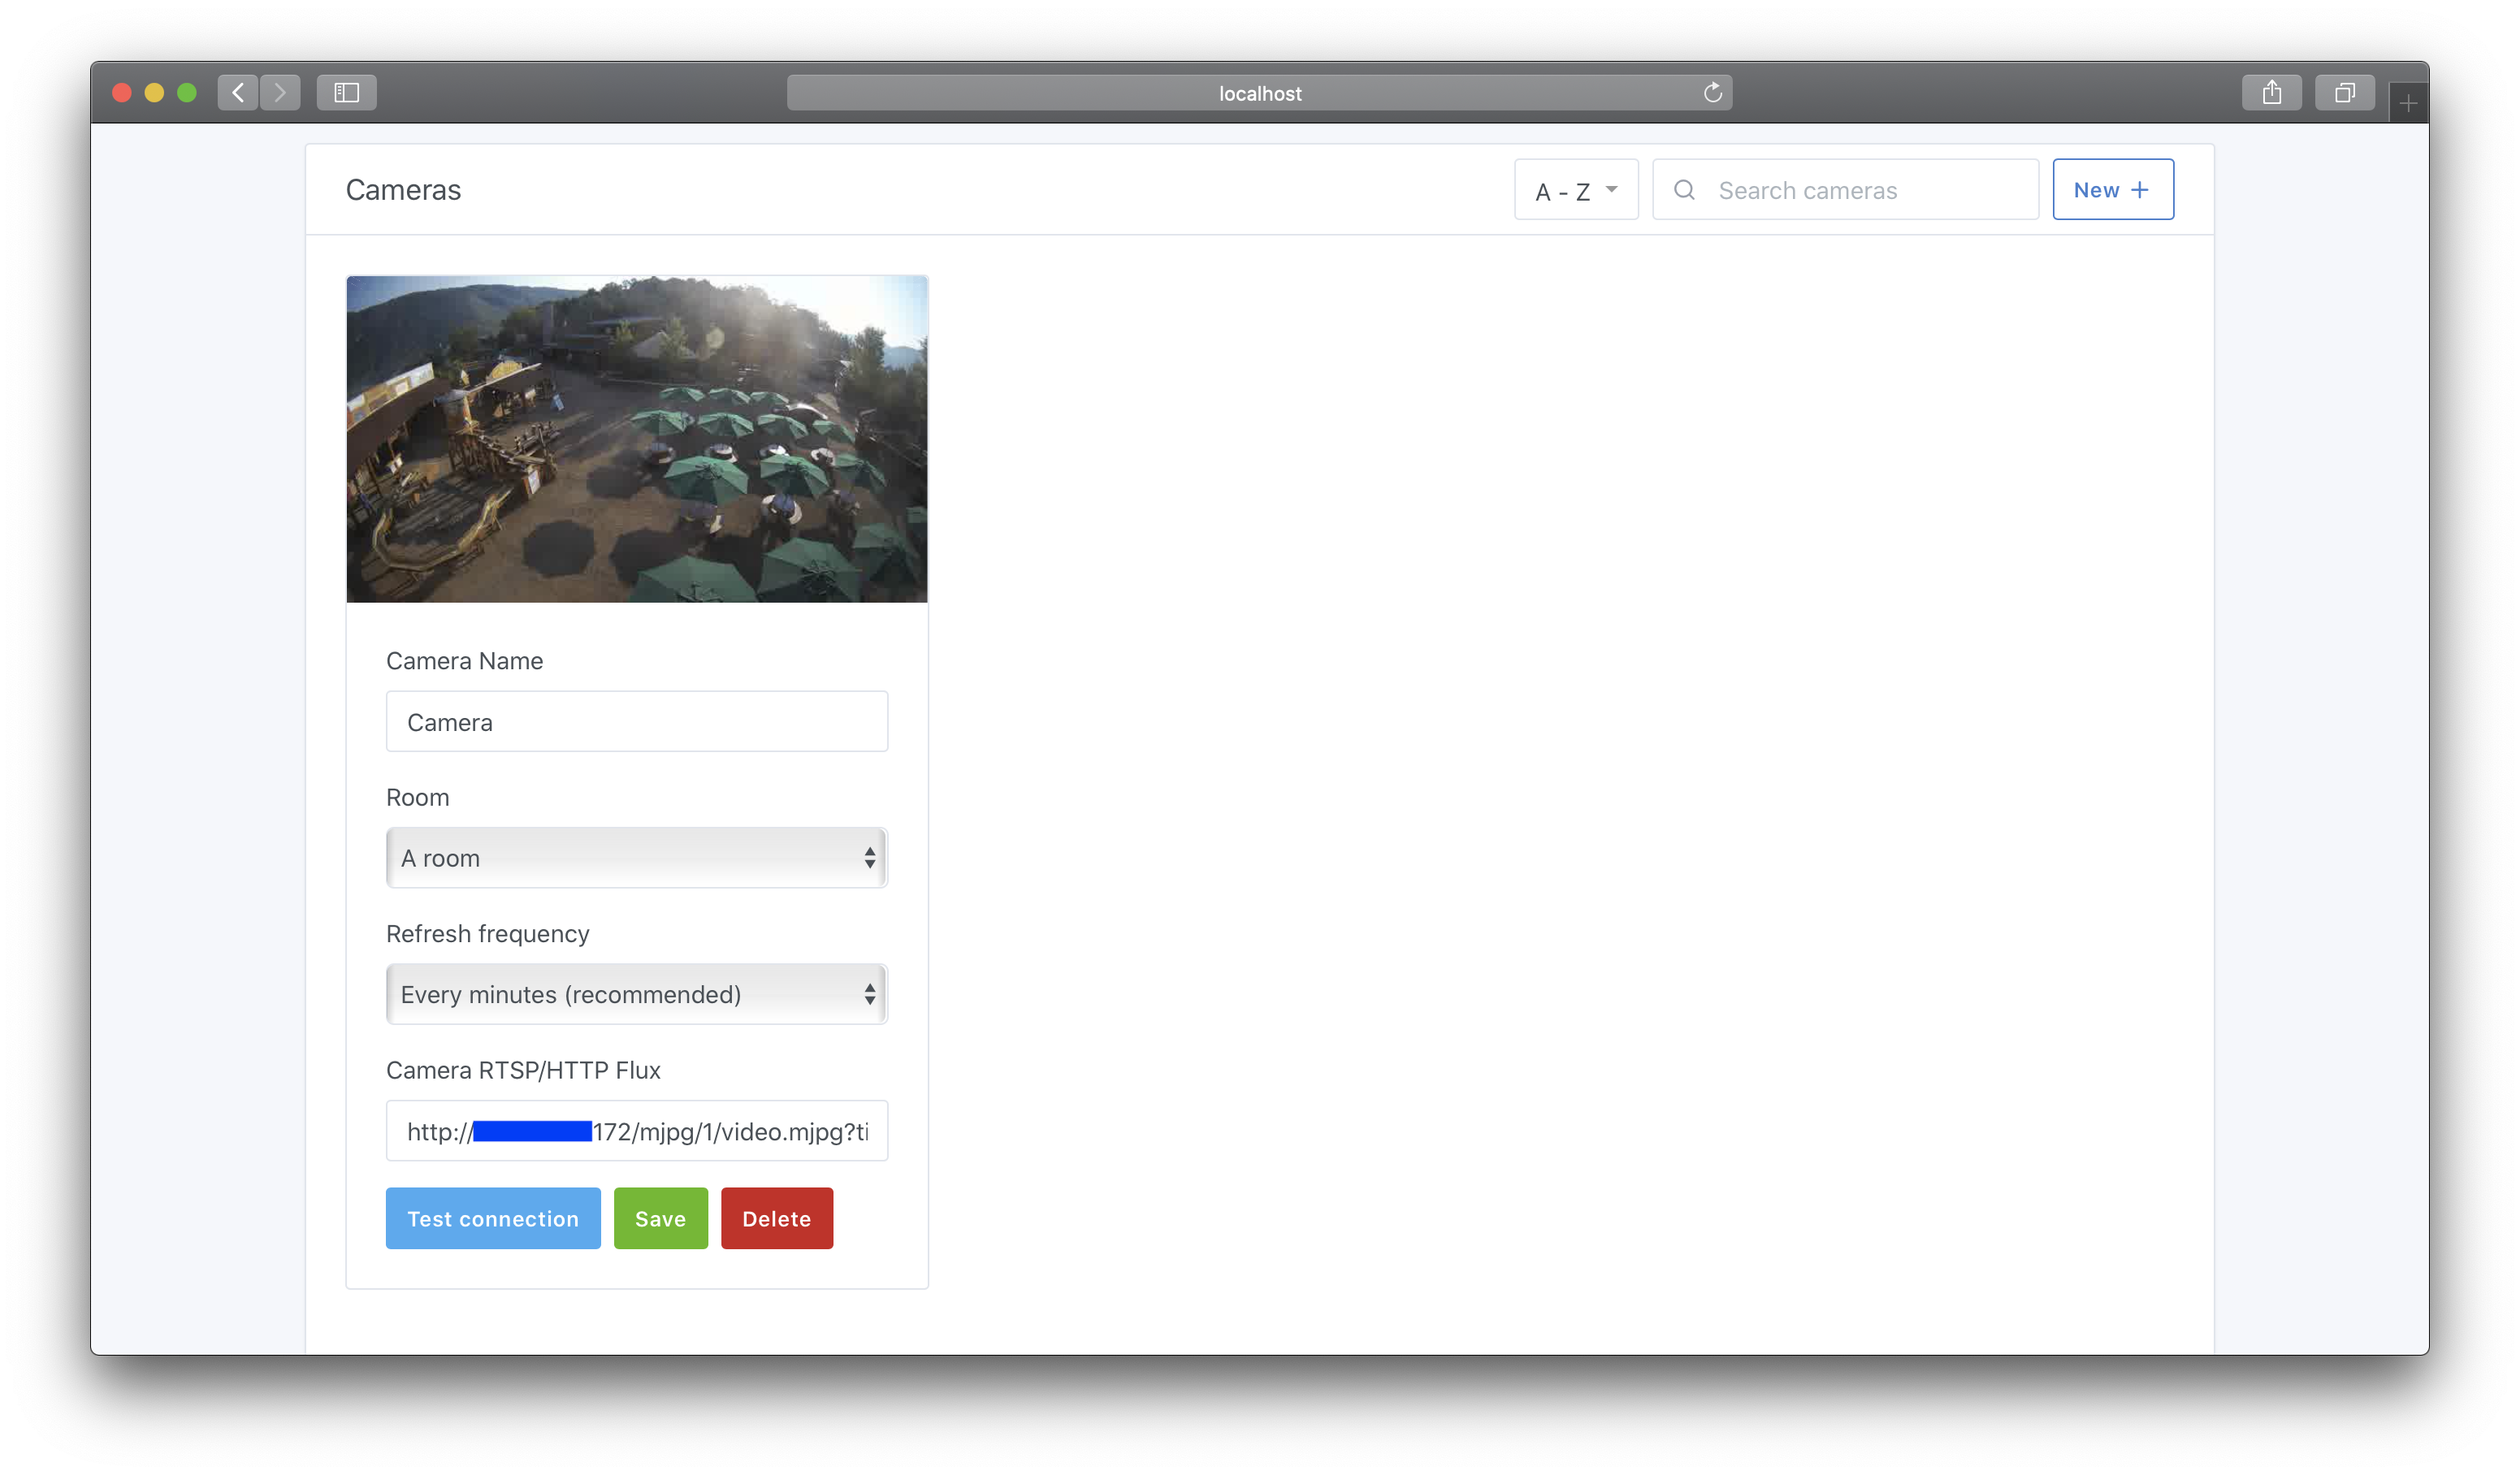 localhost
Cameras
A - Z
Search cameras
New +
Camera Name
Camera
Room
A room
Refresh frequency
Every minutes (recommended)
Camera RTSP/HTTP Flux
http:// 172/mjpg/1/video.mjpg?ti
Test connection
Save
Delete